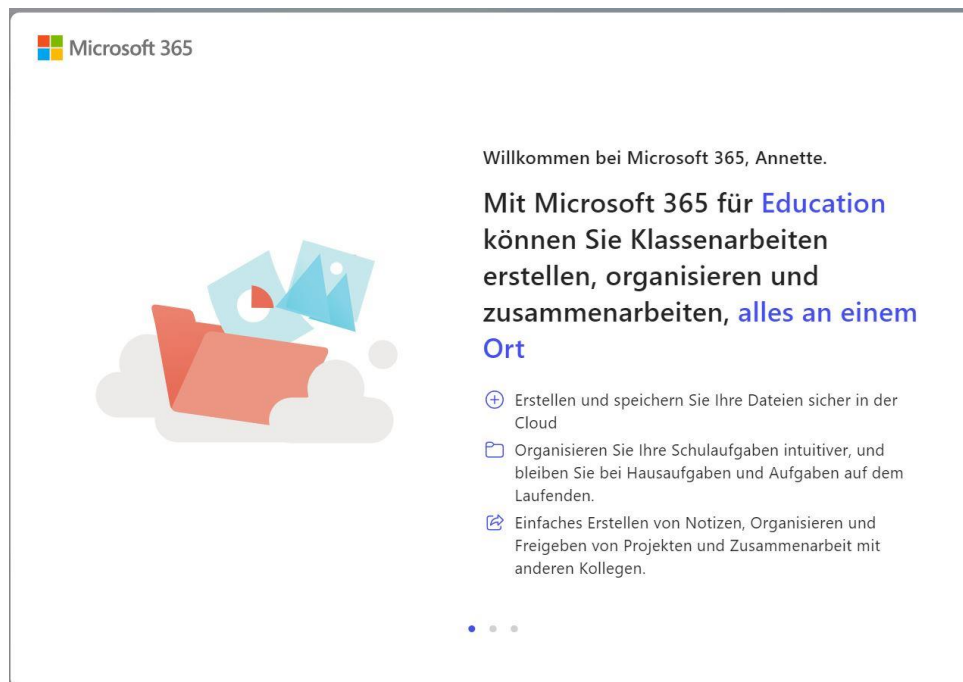 Microsoft 365
Willkommen bei Microsoft 365, Annette.
Mit Microsoft 365 für Education
können Sie Klassenarbeiten
erstellen, organisieren und
zusammenarbeiten, alles an einem
Ort
Erstellen und speichern Sie Ihre Dateien sicher in der
Cloud
Organisieren Sie Ihre Schulaufgaben intuitiver, und
bleiben Sie bei Hausaufgaben und Aufgaben auf dem
Laufenden.
Einfaches Erstellen von Notizen, Organisieren und
Freigeben von Projekten und Zusammenarbeit mit
anderen Kollegen.